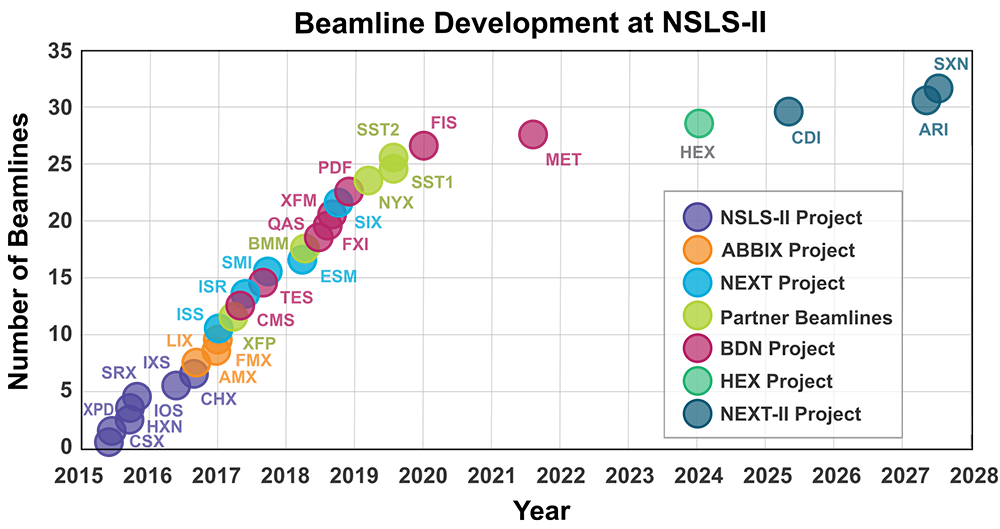 Beamline Development at NSLS-II
Number of Beamlines
35
30
25
20
15
10
5
0
SXN
ARI
CDI
HEX
MET
FIS
SST2
SST1
PDF
NYX
XFM
SIX
QAS
FXI
BMM
ESM
SMI
TES
ISR
CMS
ISS
XFP
LIX
FMX
AMX
IXS
CHX
SRX
IOS
XPD
HXN
CSX
NSLS-II Project
ABBIX Project
NEXT Project
Partner Beamlines
BDN Project
HEX Project
NEXT-II Project
2015 2016 2017 2018 2019 2020 2021 2022 2023 2024 2025 2026 2027 2028
Year